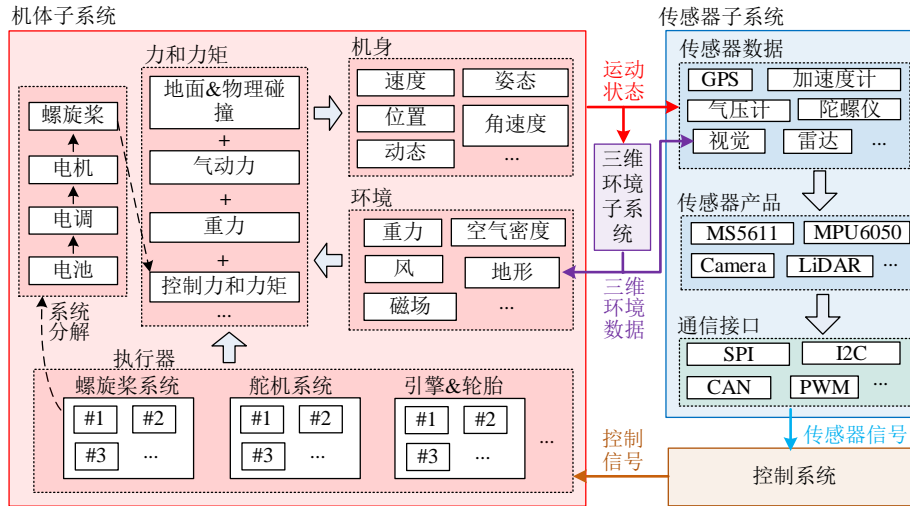 机体子系统
力和力矩
地面&物理碰
撞
+
气动力
+
重力
+
控制力和力矩
...
螺旋桨
电机
电调
电池
系统
分解
机身
速度
姿态
位置
角速度
动态
...
环境
重力
空气密度
风
地形
磁场
...
执行器
螺旋桨系统
#1
#2
#3
...
舵机系统
#1
#2
#3
...
引擎&轮胎
#1
#2
#3
...
...
运动
状态
三维
环境
子系
统
三维
环境
数据
控制
信号
传感器子系统
传感器数据
GPS
加速度计
气压计
陀螺仪
视觉
雷达
...
传感器产品
MS5611
MPU6050
Camera
LiDAR
...
通信接口
SPI
I2C
CAN
PWM
...
传感器信号
控制系统